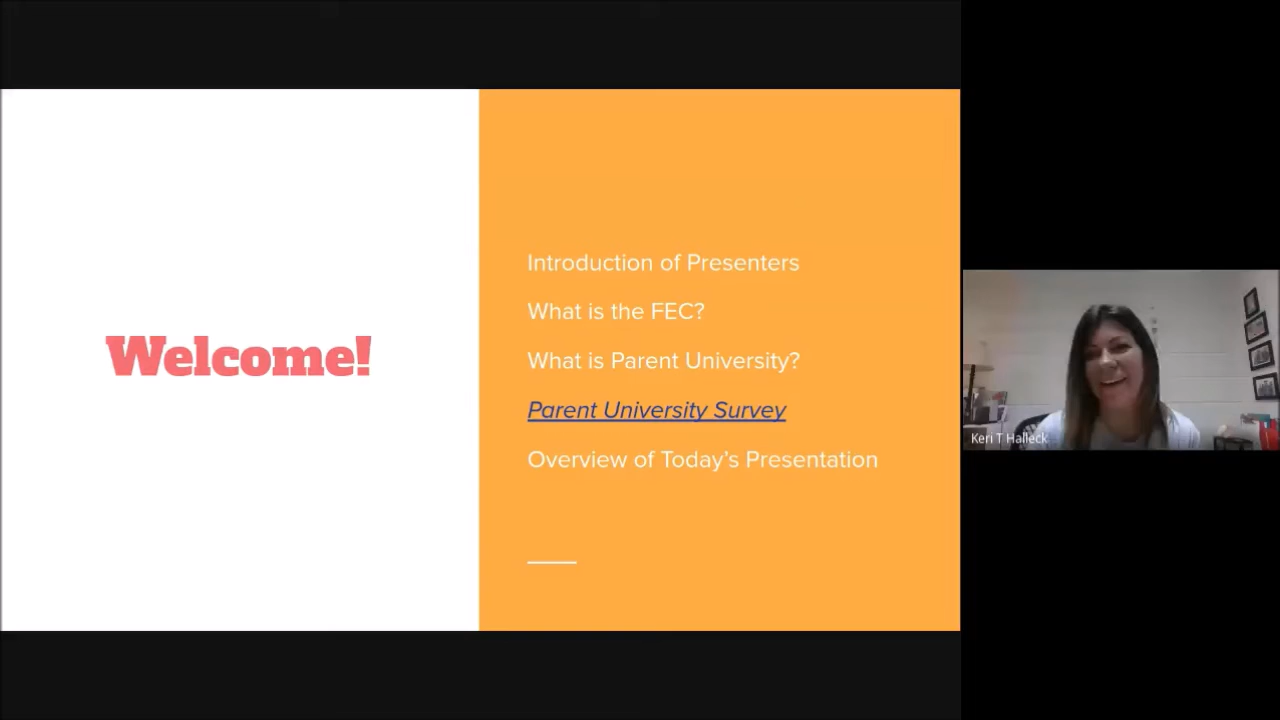 Welcome!
Introduction of Presenters
What is the FEC?
What is Parent University?
Parent University Survey
Overview of Today's Presentation
Keri T Halleck